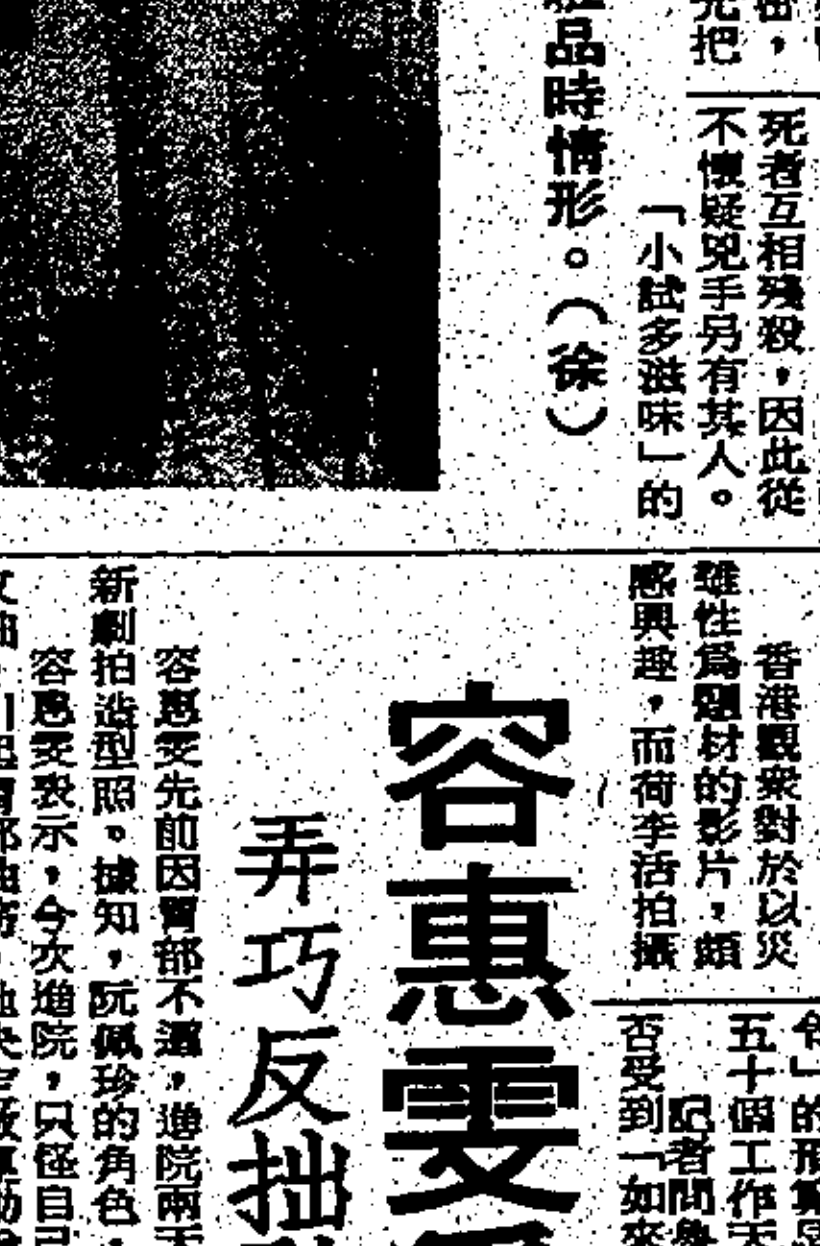 先把
死者互相殘殺，因此從
不懷疑兇手另有其人。
「小試多滋味」的
品時情形。（徐）
香港觀衆對於以災
難性爲題材的影片，頗
感興趣，而荷李活拍攝
」的預算
五十個工作天
記者問
否受到「如來
容惠雯
弄巧反拙
容惠雯先前因胃部不適，進院兩天
新劇拍造型照。據知，阮佩珍的角色，
容惠雯表示，今次進院，只怪自己